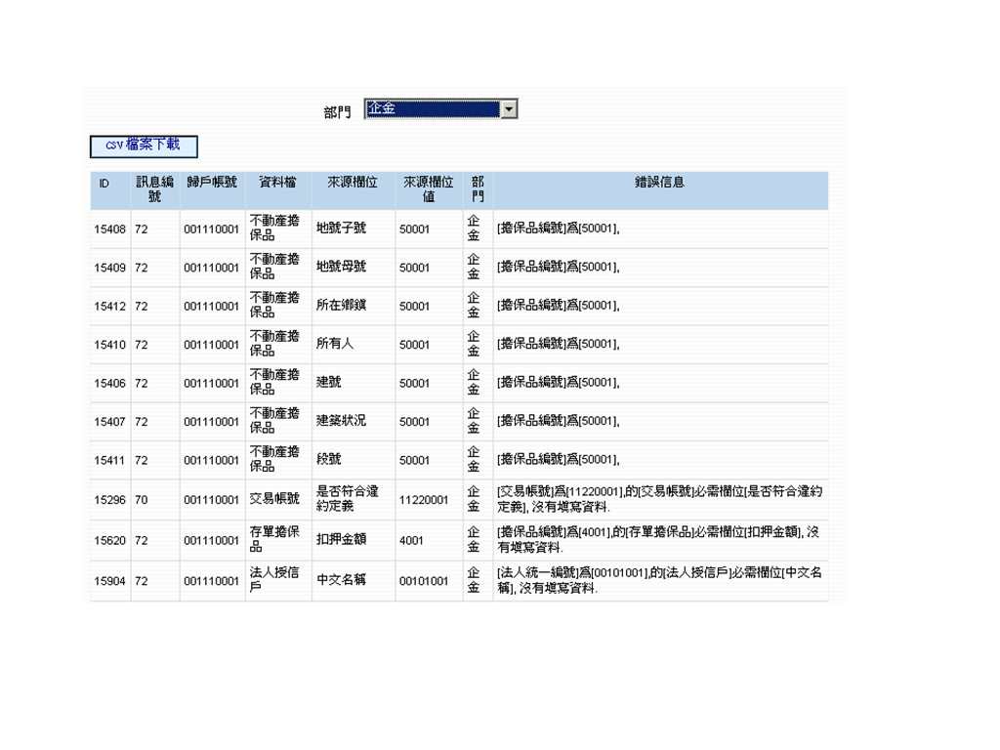 部門 企金
CSV 檔案下載
ID 訊息編號 歸戶帳號 資料檔 來源欄位 來源欄位值 部門 錯誤信息
15408 72 001110001 不動產擔保品 地號子號 50001 企金 [擔保品編號]爲[50001],
15409 72 001110001 不動產擔保品 地號母號 50001 企金 [擔保品編號]爲[50001],
15412 72 001110001 不動產擔保品 所在鄉鎮 50001 企金 [擔保品編號]爲[50001],
15410 72 001110001 不動產擔保品 所有人 50001 企金 [擔保品編號]爲[50001],
15406 72 001110001 不動產擔保品 建號 50001 企金 [擔保品編號]爲[50001],
15407 72 001110001 不動產擔保品 建築狀況 50001 企金 [擔保品編號]爲[50001],
15411 72 001110001 不動產擔保品 段號 50001 企金 [擔保品編號]爲[50001],
15296 70 001110001 交易帳號 是否符合違約定義 11220001 企金 [交易帳號]爲[11220001],的[交易帳號]必需欄位[是否符合違約定義], 沒有填寫資料.
15620 72 001110001 存單擔保品 扣押金額 4001 企金 [擔保品編號]爲[4001],的[存單擔保品]必需欄位[扣押金額], 沒有填寫資料.
15904 72 001110001 法人授信戶 中文名稱 00101001 企金 [法人統一編號]爲[00101001],的[法人授信戶]必需欄位[中文名稱], 沒有填寫資料.